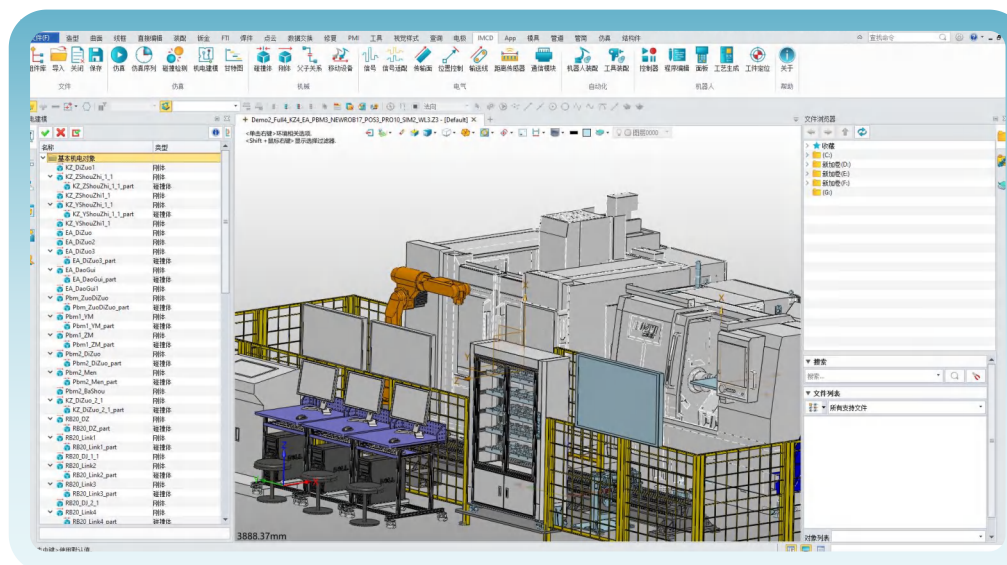 文件(F) 造型 曲面 线框 直接编辑 装配 钣金 FTI 焊件 点云 数据交换 修复 PMI 工具 视觉样式 查询 电极 IMCD App 模具 管道 管筒 仿真 结构件 查找命令
组件库 导入 关闭 保存 仿真 仿真序列 碰撞检测 机电建模 甘特图 碰撞体 刚体 父子关系 移动设备 信号 信号适配 传输面 位置控制 输送线 距离传感器 通信模块 机器人装配 工具装配 控制器 程序编辑 面板 工艺生成 工件定位 关于
文件 仿真 机械 电气 自动化 机器人 帮助
法向
电建模
+ Demo2_Full4_KZ4_EA_PBM3_NEWROB17_POS3_PRO10_SIM2_WL3.Z3 - [Default] ×
文件浏览器
<单击右键>环境相关选项.
<Shift +鼠标右键> 显示选择过滤器.
图层0000
名称 类型
基本机电对象
KZ_DiZuo1 刚体
KZ_ZShouZhi_1_1 刚体
KZ_ZShouZhi_1_1_part 碰撞体
KZ_ZShouZhi1_1 刚体
KZ_YShouZhi_1_1 刚体
KZ_YShouZhi_1_1_part 碰撞体
KZ_YShouZhi1_1 刚体
EA_DiZuo 刚体
EA_DiZuo2 刚体
EA_DiZuo3 刚体
EA_DiZuo3_part 碰撞体
EA_DaoGui 刚体
EA_DaoGui_part 碰撞体
EA_DaoGui1 刚体
Pbm_ZuoDiZuo 刚体
Pbm_ZuoDiZuo_part 碰撞体
Pbm1_YM 刚体
Pbm1_YM_part 碰撞体
Pbm1_ZM 刚体
Pbm1_ZM_part 碰撞体
Pbm2_DiZuo 刚体
Pbm2_DiZuo_part 碰撞体
Pbm2_Men 刚体
Pbm2_Men_part 碰撞体
Pbm2_BaShou 刚体
KZ_DiZuo_2_1 刚体
KZ_DiZuo_2_1_part 碰撞体
RB20_DZ 刚体
RB20_DZ_part 碰撞体
RB20_Link1 刚体
RB20_Link1_part 碰撞体
RB20_DJ_1_1 刚体
RB20_Link2 刚体
RB20_Link2_part 碰撞体
RB20_Link3 刚体
RB20_Link3_part 碰撞体
RB20_DJ_2_1 刚体
RB20_Link4 刚体
RB20_Link4_part 碰撞体
3888.37mm
收藏
(C:)
新加卷(D:)
新加卷(E:)
新加卷(F:)
(G:)
搜索
搜索...
文件列表
所有支持文件
对象列表